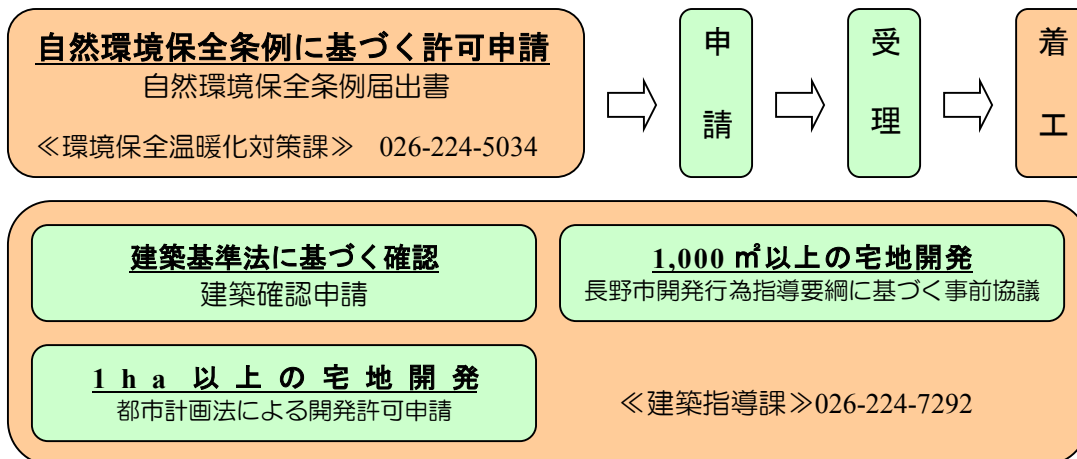 自然環境保全条例に基づく許可申請
自然環境保全条例届出書
≪環境保全温暖化対策課≫ 026-224-5034
申請
受理
着工
建築基準法に基づく確認
建築確認申請
1,000 ㎡以上の宅地開発
長野市開発行為指導要綱に基づく事前協議
1ha 以上の宅地開発
都市計画法による開発許可申請
≪建築指導課≫026-224-7292